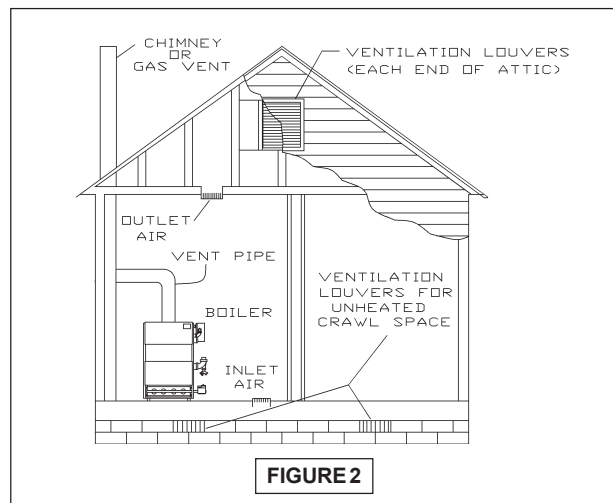 CHIMNEY
OR
GAS VENT
VENTILATION LOUVERS
(EACH END OF ATTIC)
OUTLET
AIR
VENT PIPE
VENTILATION
LOUVERS FOR
UNHEATED
CRAWL SPACE
BOILER
INLET
AIR
FIGURE 2